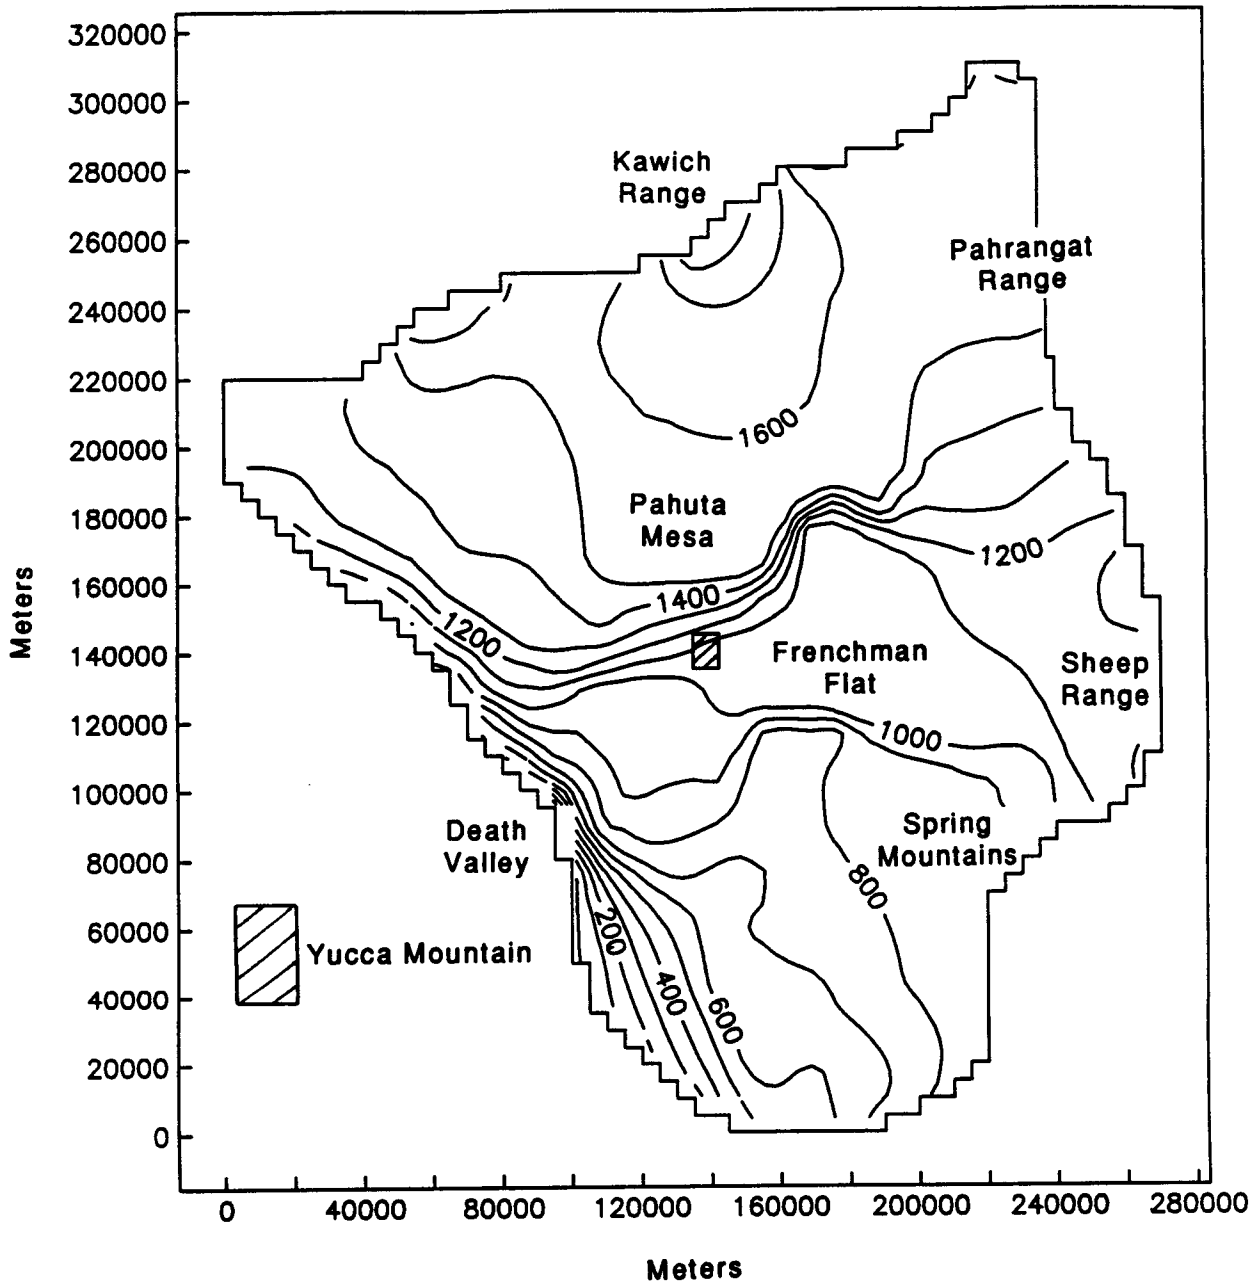 320000
300000
280000
260000
240000
220000
200000
180000
160000
140000
120000
100000
80000
60000
40000
20000
0
Meters
Kawich
Range
Pahrangat
Range
1600
Pahuta
Mesa
1400
1200
1200
Frenchman
Flat
Sheep
Range
1000
Death
Valley
Spring
Mountains
800
200
400
600
Yucca Mountain
0
40000
80000
120000
160000
200000
240000
280000
Meters